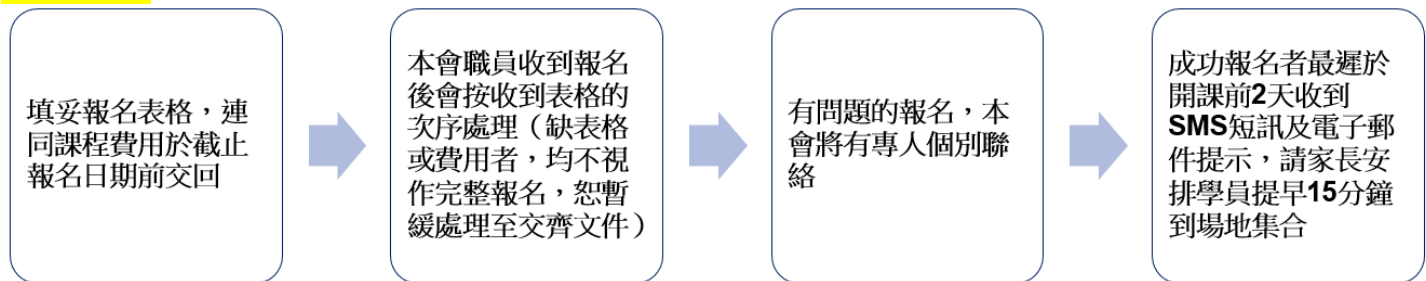 填妥報名表格，連
同課程費用於截止
報名日期前交回
本會職員收到報名
後會按收到表格的
次序處理（缺表格
或費用者，均不視
作完整報名，恕暫
緩處理至交齊文件）
有問題的報名，本
會將有專人個別聯
絡
成功報名者最遲於
開課前2天收到
SMS短訊及電子郵
件提示，請家長安
排學員提早15分鐘
到場地集合